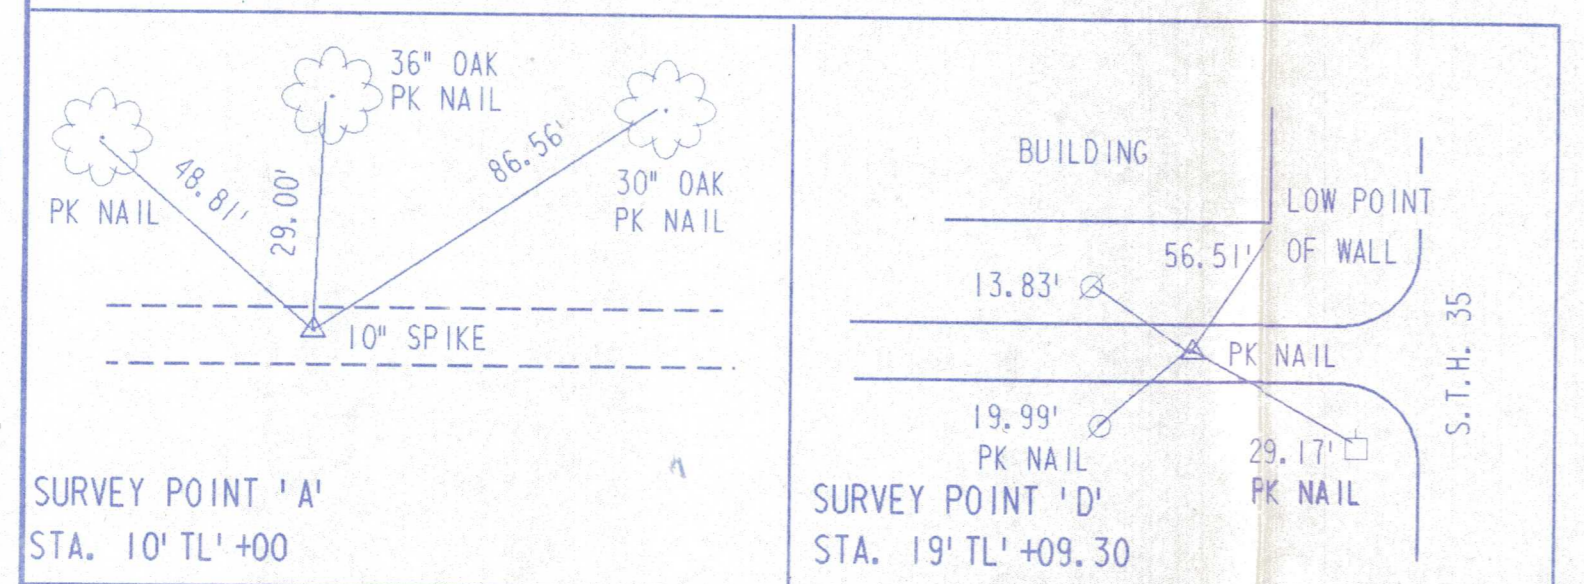 36" OAK
PK NAIL
48.81'
PK NAIL
29.00'
86.56'
30" OAK
PK NAIL
10" SPIKE
SURVEY POINT 'A'
STA. 10'TL'+00
BUILDING
LOW POINT
OF WALL
56.51'
13.83'
PK NAIL
S.T.H. 35
19.99'
PK NAIL
29.17'
PK NAIL
SURVEY POINT 'D'
STA. 19'TL'+09.30